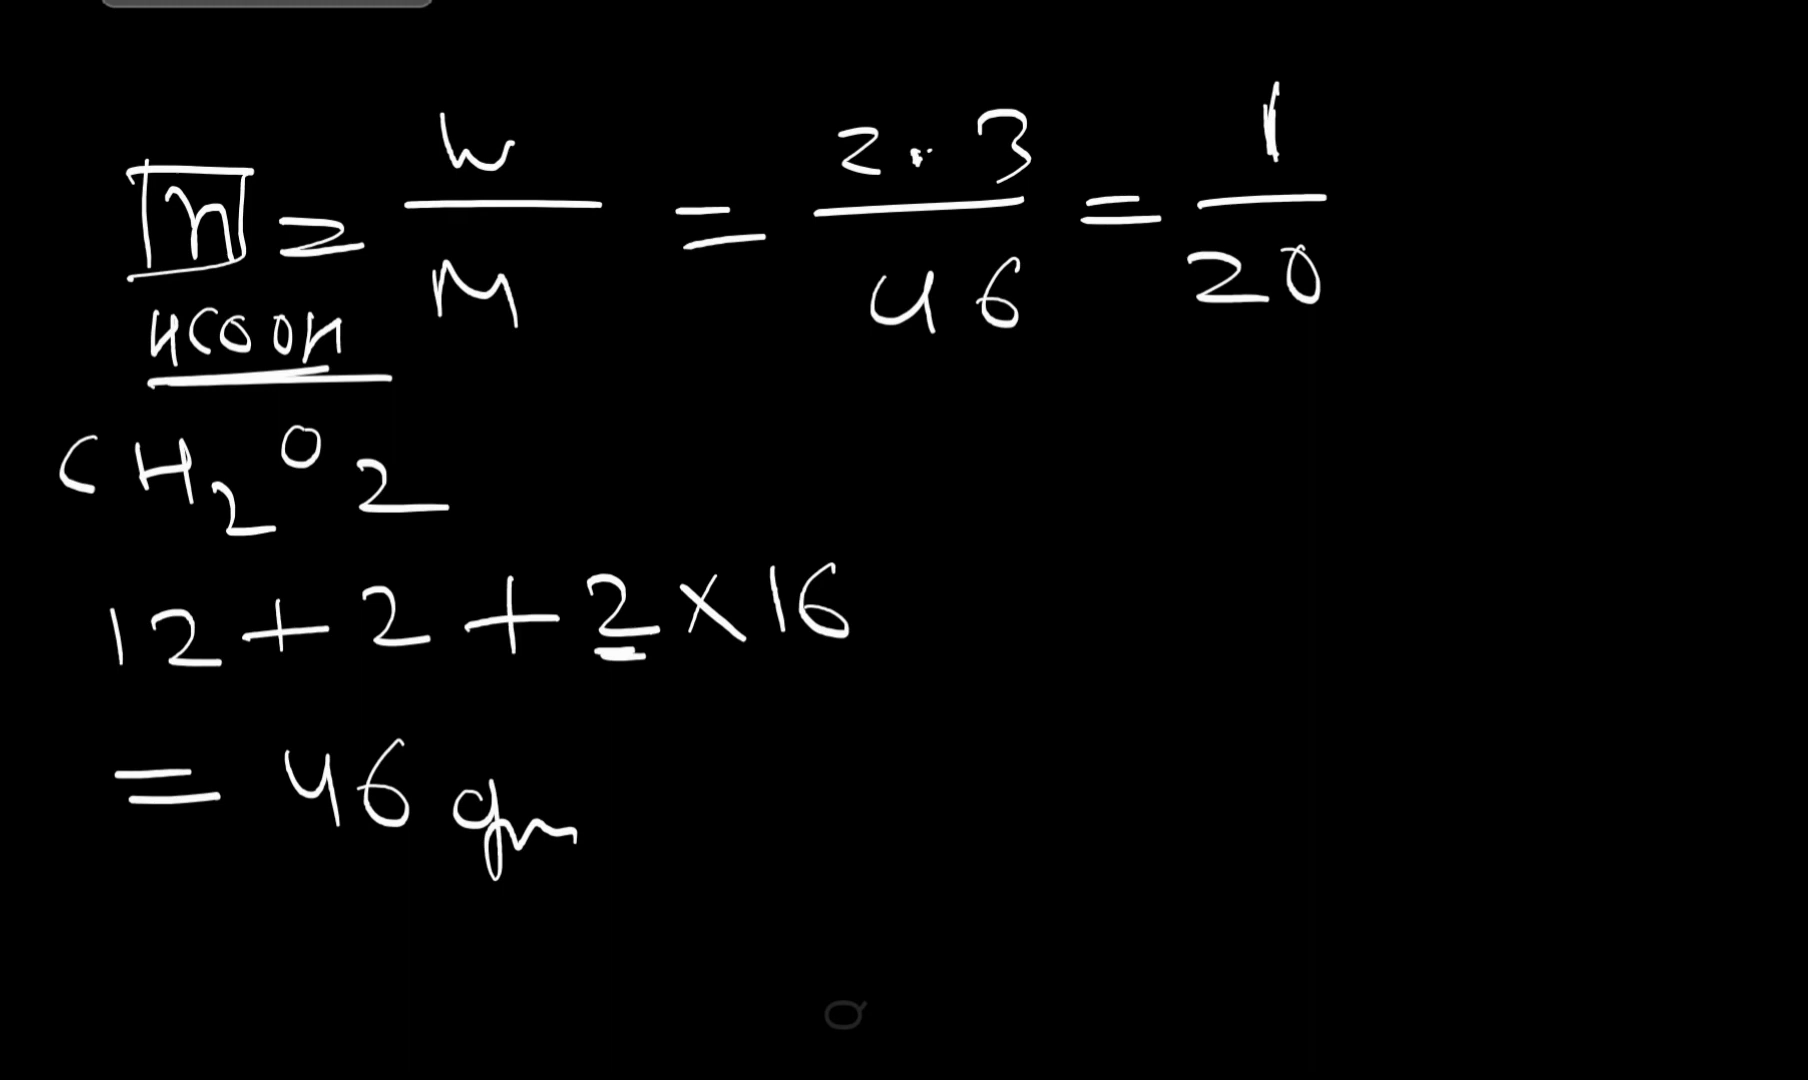 n = W/M = 2.3/46 = 1/20
HCOOH
CH2O2
12 + 2 + 2 × 16
= 46 gm